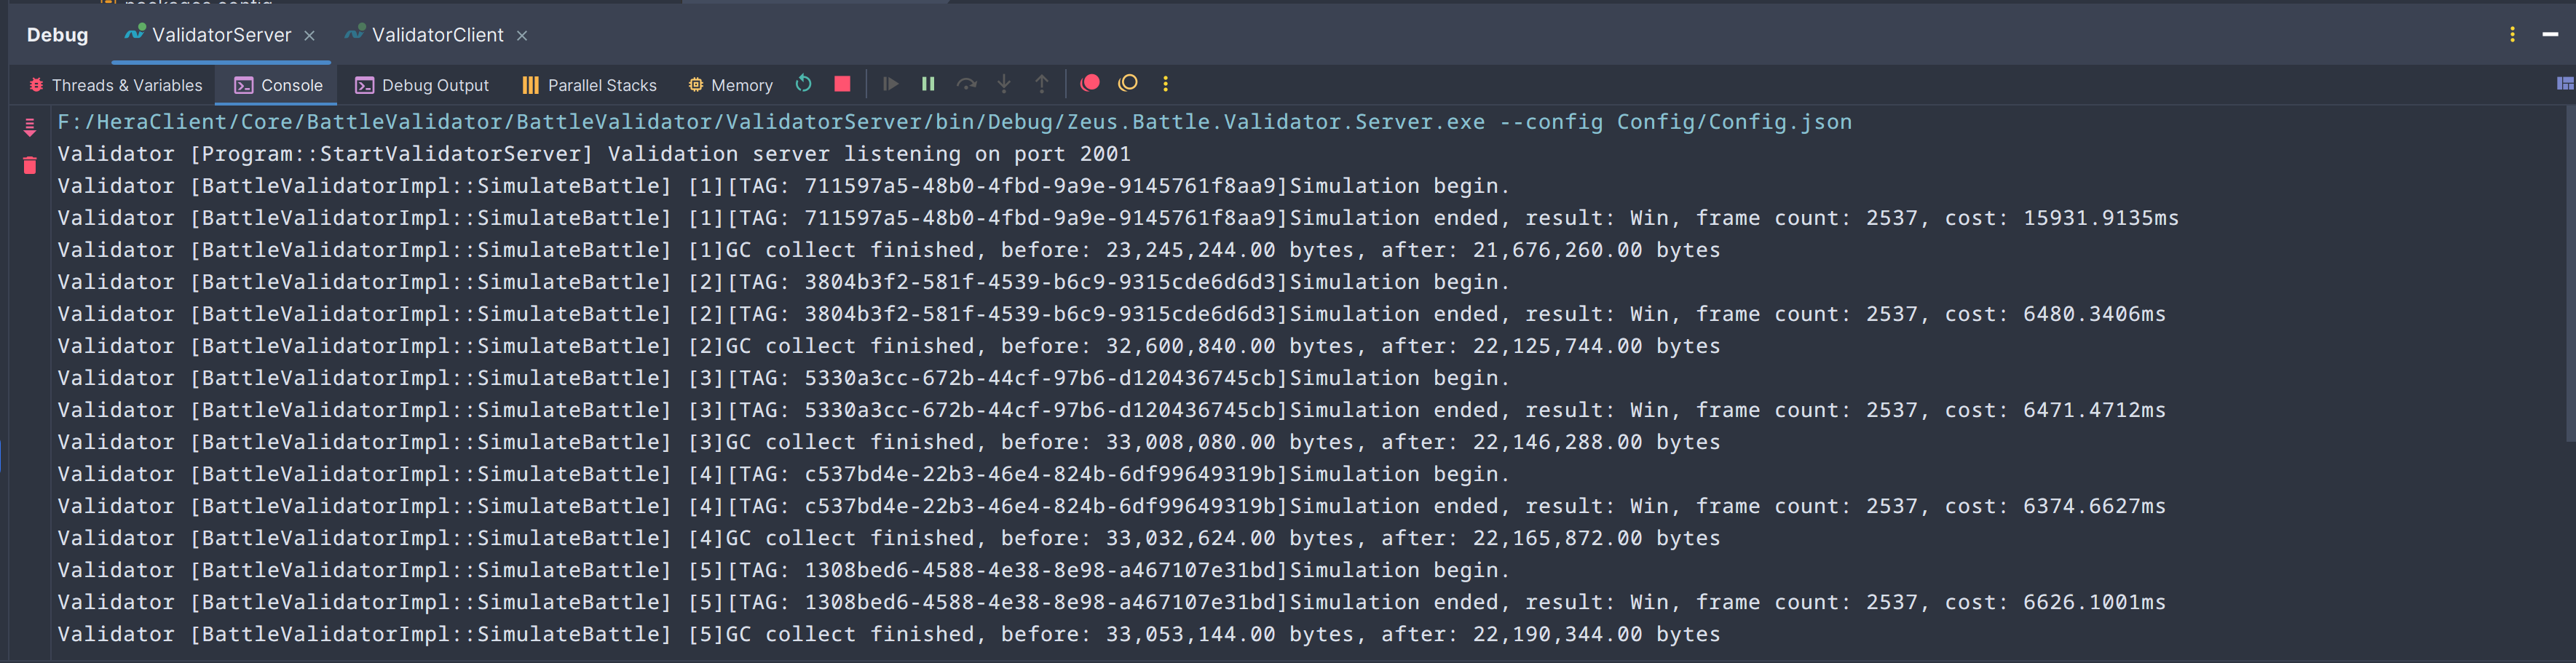 packages.config
Debug ValidatorServer × ValidatorClient ×
Threads & Variables Console Debug Output Parallel Stacks Memory
F:/HeraClient/Core/BattleValidator/BattleValidator/ValidatorServer/bin/Debug/Zeus.Battle.Validator.Server.exe --config Config/Config.json
Validator [Program::StartValidatorServer] Validation server listening on port 2001
Validator [BattleValidatorImpl::SimulateBattle] [1][TAG: 711597a5-48b0-4fbd-9a9e-9145761f8aa9]Simulation begin.
Validator [BattleValidatorImpl::SimulateBattle] [1][TAG: 711597a5-48b0-4fbd-9a9e-9145761f8aa9]Simulation ended, result: Win, frame count: 2537, cost: 15931.9135ms
Validator [BattleValidatorImpl::SimulateBattle] [1]GC collect finished, before: 23,245,244.00 bytes, after: 21,676,260.00 bytes
Validator [BattleValidatorImpl::SimulateBattle] [2][TAG: 3804b3f2-581f-4539-b6c9-9315cde6d6d3]Simulation begin.
Validator [BattleValidatorImpl::SimulateBattle] [2][TAG: 3804b3f2-581f-4539-b6c9-9315cde6d6d3]Simulation ended, result: Win, frame count: 2537, cost: 6480.3406ms
Validator [BattleValidatorImpl::SimulateBattle] [2]GC collect finished, before: 32,600,840.00 bytes, after: 22,125,744.00 bytes
Validator [BattleValidatorImpl::SimulateBattle] [3][TAG: 5330a3cc-672b-44cf-97b6-d120436745cb]Simulation begin.
Validator [BattleValidatorImpl::SimulateBattle] [3][TAG: 5330a3cc-672b-44cf-97b6-d120436745cb]Simulation ended, result: Win, frame count: 2537, cost: 6471.4712ms
Validator [BattleValidatorImpl::SimulateBattle] [3]GC collect finished, before: 33,008,080.00 bytes, after: 22,146,288.00 bytes
Validator [BattleValidatorImpl::SimulateBattle] [4][TAG: c537bd4e-22b3-46e4-824b-6df99649319b]Simulation begin.
Validator [BattleValidatorImpl::SimulateBattle] [4][TAG: c537bd4e-22b3-46e4-824b-6df99649319b]Simulation ended, result: Win, frame count: 2537, cost: 6374.6627ms
Validator [BattleValidatorImpl::SimulateBattle] [4]GC collect finished, before: 33,032,624.00 bytes, after: 22,165,872.00 bytes
Validator [BattleValidatorImpl::SimulateBattle] [5][TAG: 1308bed6-4588-4e38-8e98-a467107e31bd]Simulation begin.
Validator [BattleValidatorImpl::SimulateBattle] [5][TAG: 1308bed6-4588-4e38-8e98-a467107e31bd]Simulation ended, result: Win, frame count: 2537, cost: 6626.1001ms
Validator [BattleValidatorImpl::SimulateBattle] [5]GC collect finished, before: 33,053,144.00 bytes, after: 22,190,344.00 bytes